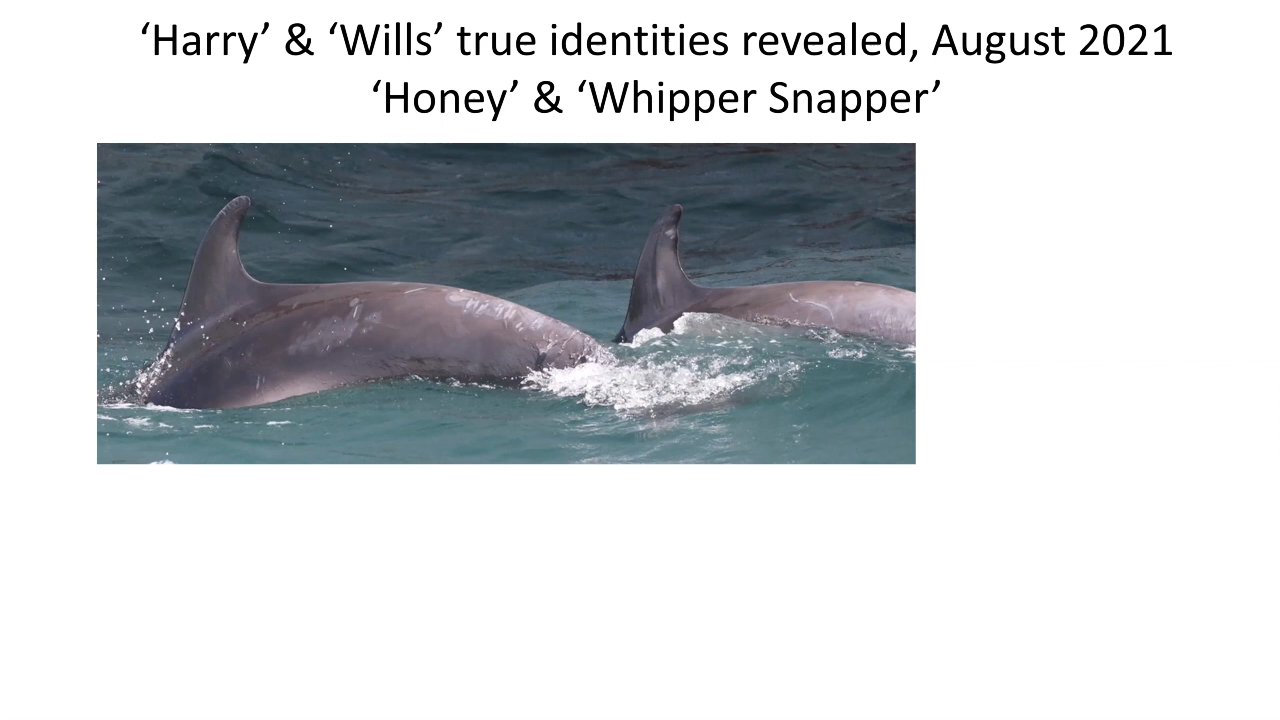 ‘Harry’ & ‘Wills’ true identities revealed, August 2021
‘Honey’ & ‘Whipper Snapper’